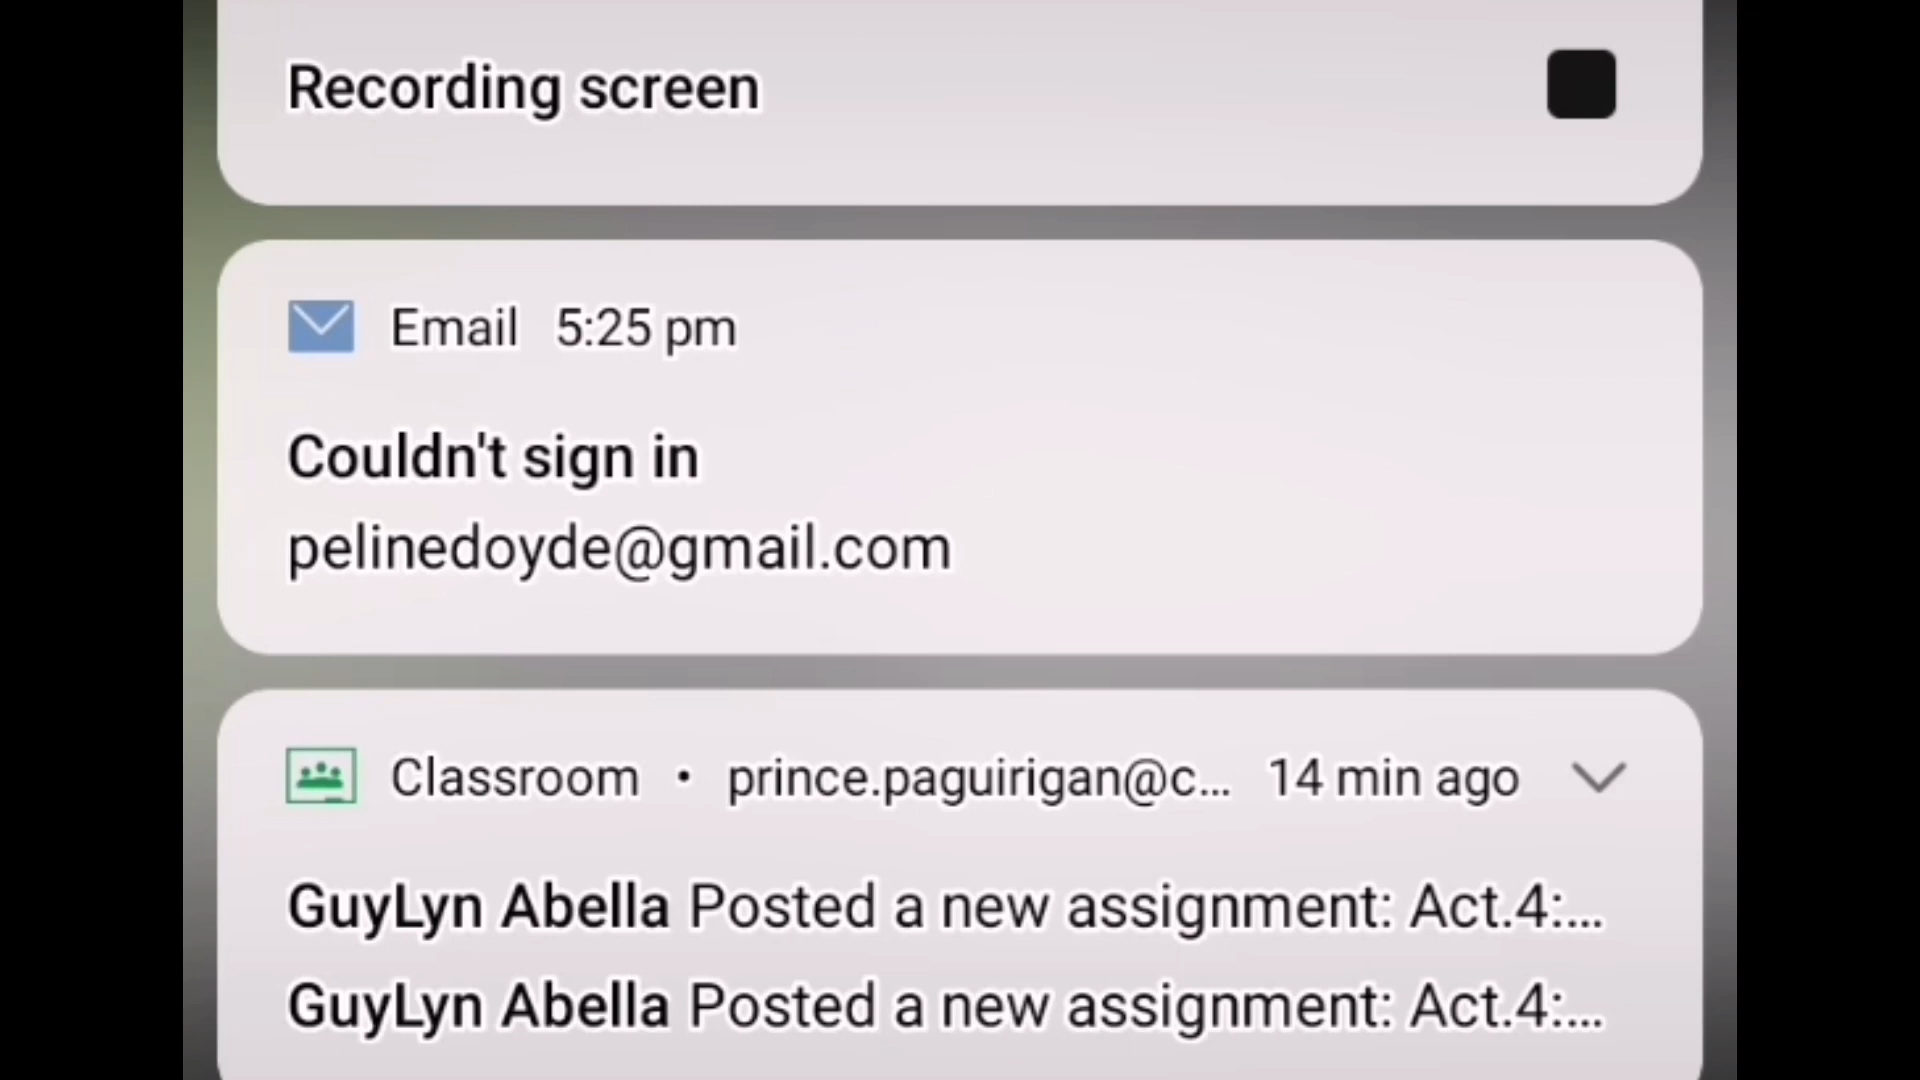 Recording screen
Email 5:25 pm
Couldn't sign in
pelinedoyde@gmail.com
Classroom • prince.paguirigan@c... 14 min ago
GuyLyn Abella Posted a new assignment: Act.4:...
GuyLyn Abella Posted a new assignment: Act.4:...